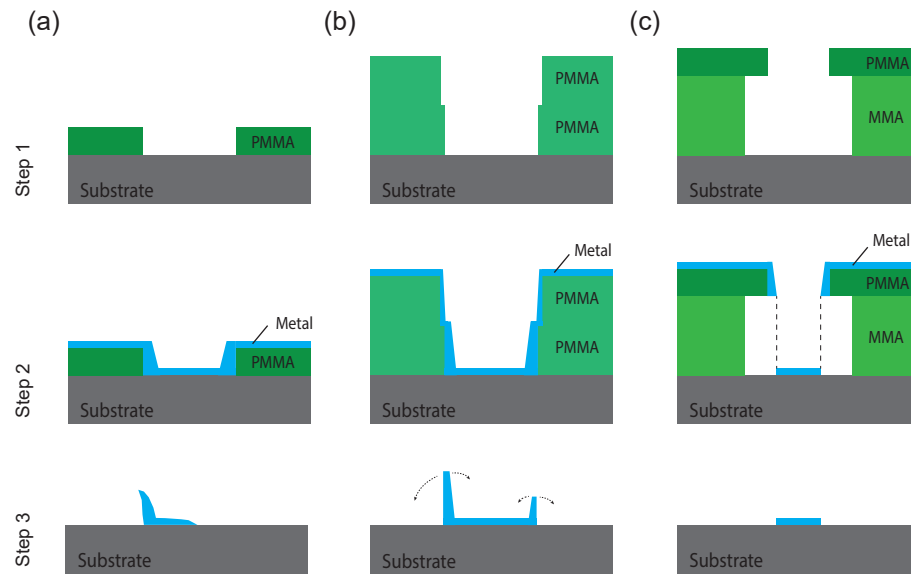 (a)
(b)
(c)
Step 1
PMMA
Substrate
PMMA
PMMA
Substrate
PMMA
MMA
Substrate
Step 2
Metal
PMMA
Substrate
Metal
PMMA
PMMA
Substrate
Metal
PMMA
MMA
Substrate
Step 3
Substrate
Substrate
Substrate